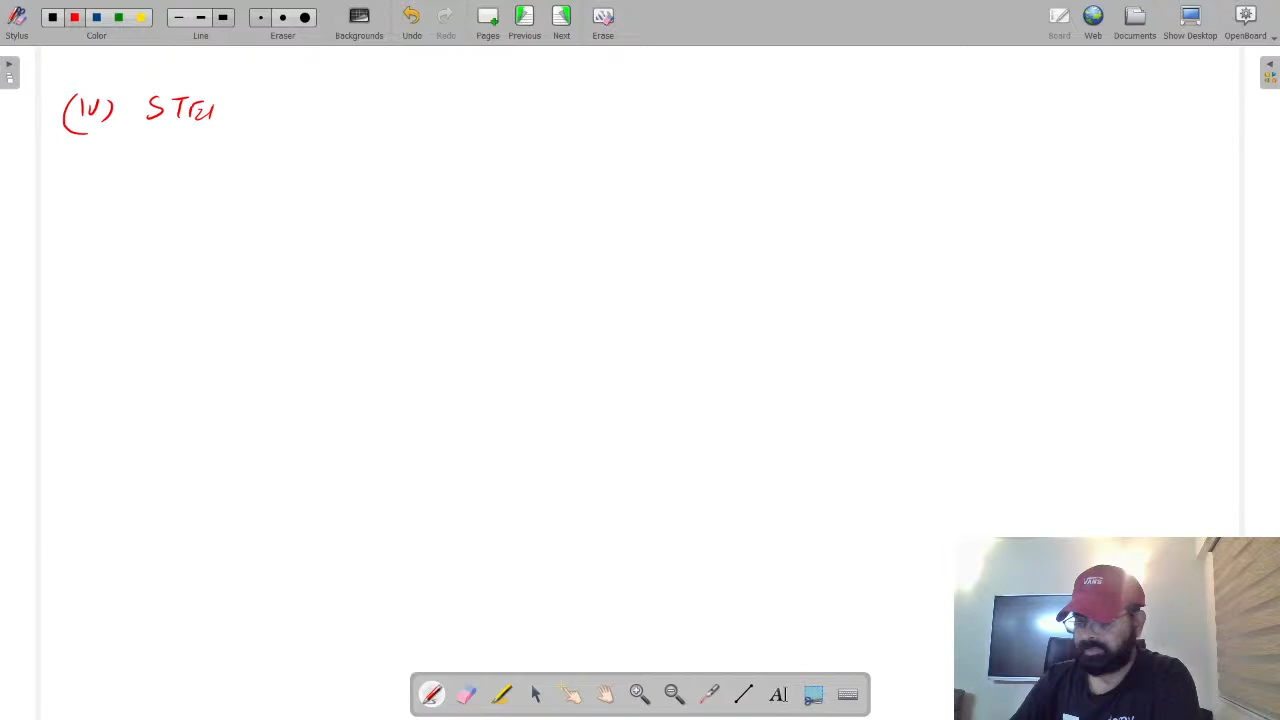 Stylus
Color
Line
Eraser
Backgrounds
Undo
Redo
Pages
Previous
Next
Erase
Board
Web
Documents
Show Desktop
OpenBoard
(IV)
VANS